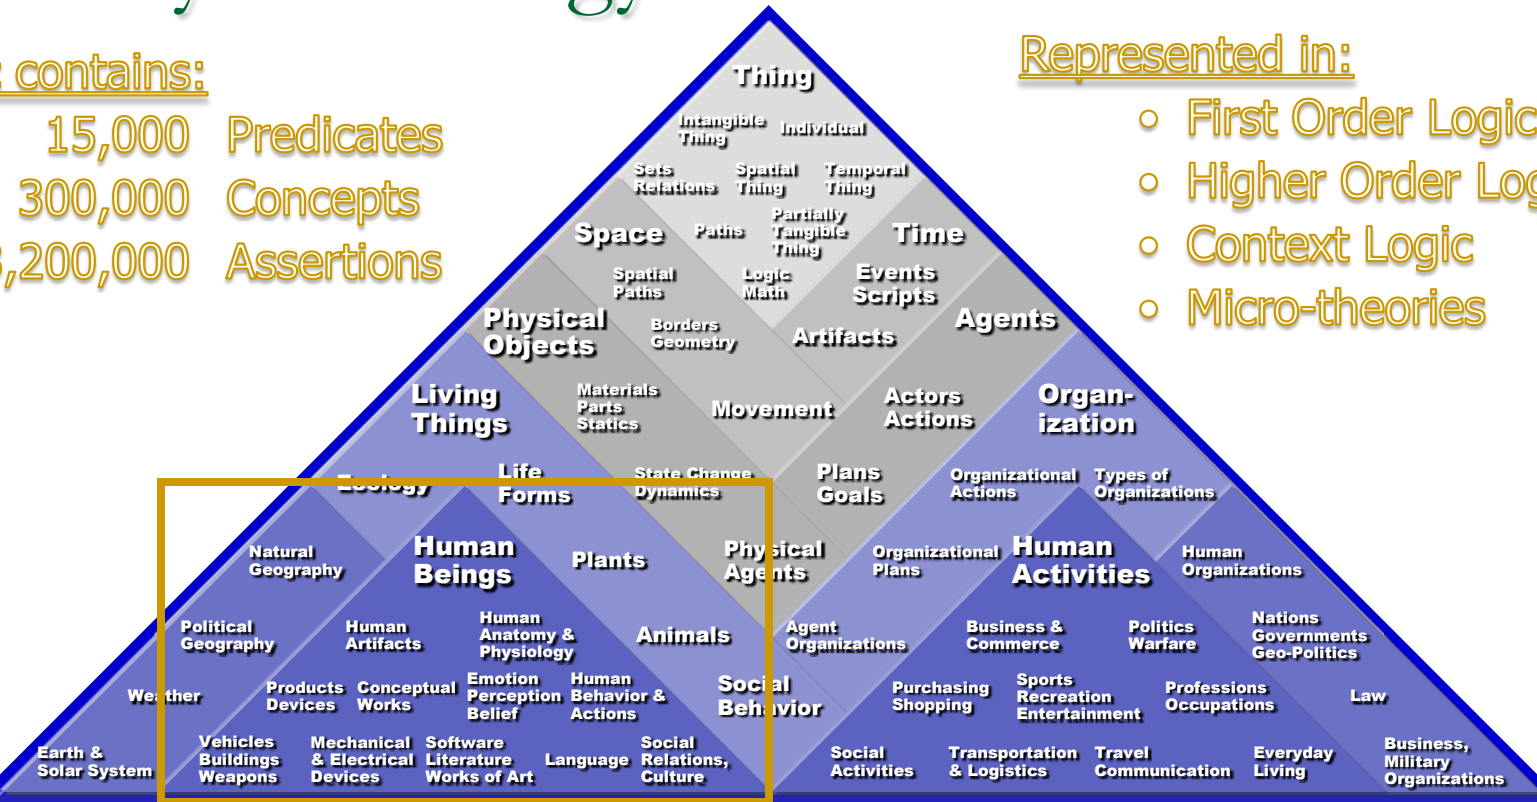 contains:
15,000 Predicates
300,000 Concepts
,200,000 Assertions
Represented in:
• First Order Logic
• Higher Order Log
• Context Logic
• Micro-theories
Thing
Intangible
Thing
Individual
Sets
Relations
Spatial
Thing
Temporal
Thing
Space
Paths
Partially
Tangible
Thing
Time
Spatial
Paths
Logic
Math
Events
Scripts
Physical
Objects
Borders
Geometry
Artifacts
Agents
Living
Things
Materials
Parts
Statics
Movement
Actors
Actions
Organ-
ization
Ecology
Life
Forms
State Change
Dynamics
Plans
Goals
Organizational
Actions
Types of
Organizations
Natural
Geography
Human
Beings
Plants
Physical
Agents
Organizational
Plans
Human
Activities
Human
Organizations
Political
Geography
Human
Artifacts
Human
Anatomy &
Physiology
Animals
Agent
Organizations
Business &
Commerce
Politics
Warfare
Nations
Governments
Geo-Politics
Weather
Products
Devices
Conceptual
Works
Emotion
Perception
Belief
Human
Behavior &
Actions
Social
Behavior
Purchasing
Shopping
Sports
Recreation
Entertainment
Professions
Occupations
Law
Earth &
Solar System
Vehicles
Buildings
Weapons
Mechanical
& Electrical
Devices
Software
Literature
Works of Art
Language
Social
Relations,
Culture
Social
Activities
Transportation
& Logistics
Travel
Communication
Everyday
Living
Business,
Military
Organizations